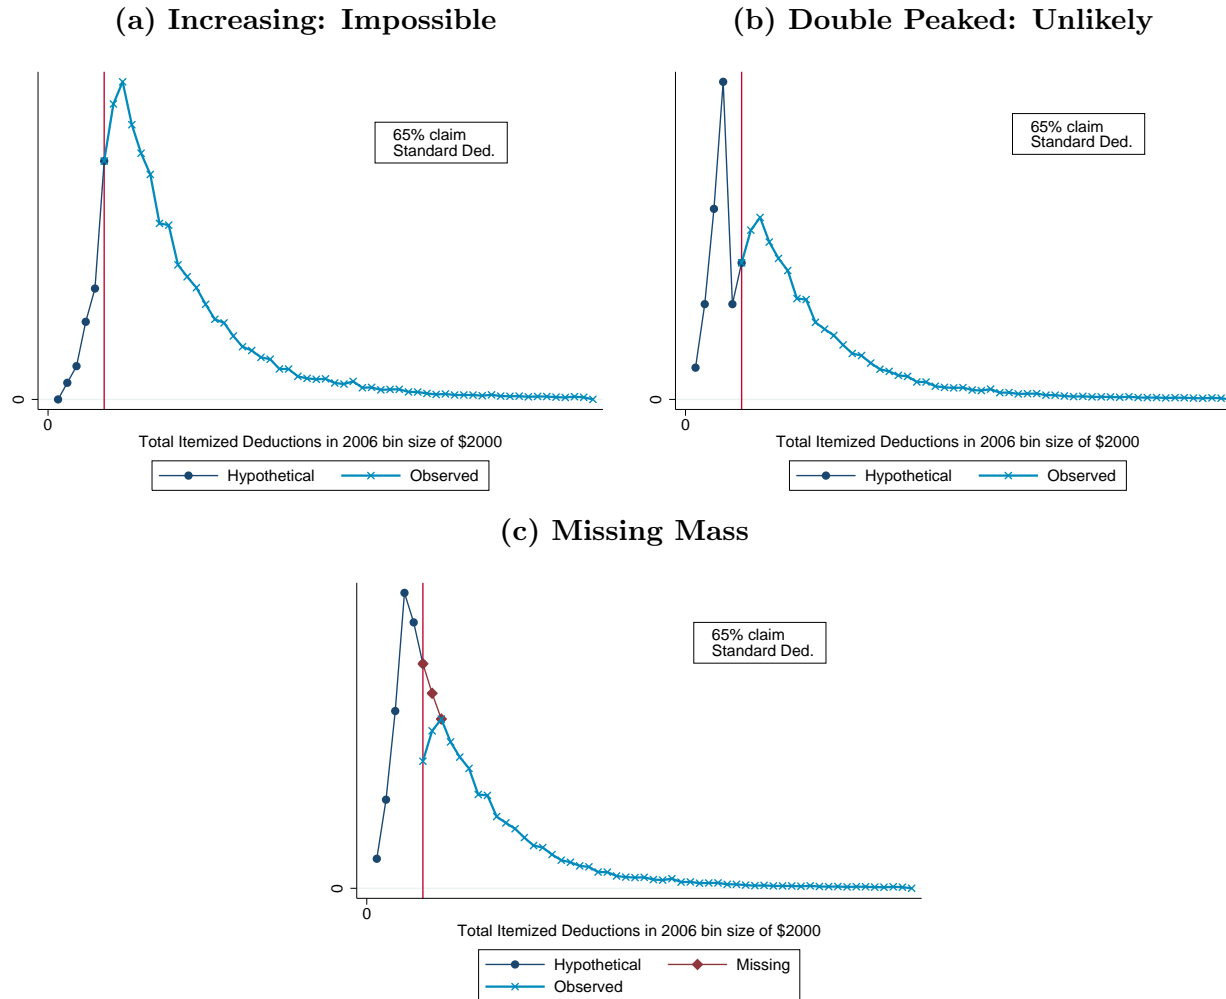 (a) Increasing: Impossible
65% claim
Standard Ded.
0
0
Total Itemized Deductions in 2006 bin size of $2000
Hypothetical
Observed
(b) Double Peaked: Unlikely
65% claim
Standard Ded.
0
0
Total Itemized Deductions in 2006 bin size of $2000
Hypothetical
Observed
(c) Missing Mass
65% claim
Standard Ded.
0
0
Total Itemized Deductions in 2006 bin size of $2000
Hypothetical
Missing
Observed